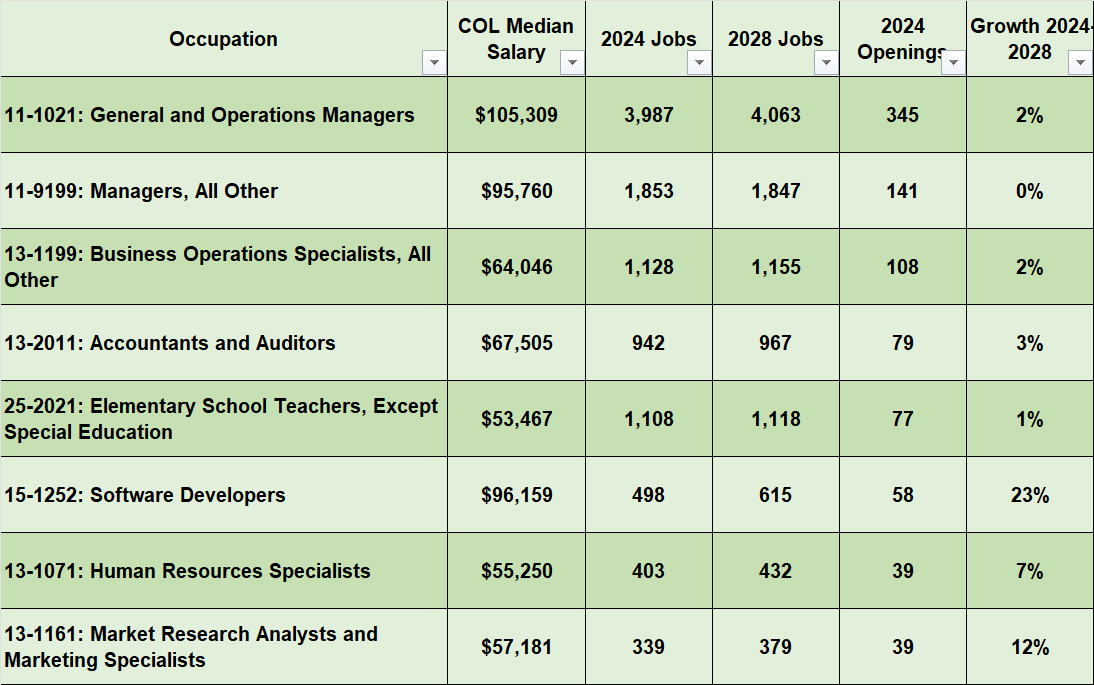 Occupation
COL Median
Salary
2024 Jobs
2028 Jobs
2024
Openings
Growth 2024-
2028
11-1021: General and Operations Managers
$105,309
3,987
4,063
345
2%
11-9199: Managers, All Other
$95,760
1,853
1,847
141
0%
13-1199: Business Operations Specialists, All
Other
$64,046
1,128
1,155
108
2%
13-2011: Accountants and Auditors
$67,505
942
967
79
3%
25-2021: Elementary School Teachers, Except
Special Education
$53,467
1,108
1,118
77
1%
15-1252: Software Developers
$96,159
498
615
58
23%
13-1071: Human Resources Specialists
$55,250
403
432
39
7%
13-1161: Market Research Analysts and
Marketing Specialists
$57,181
339
379
39
12%